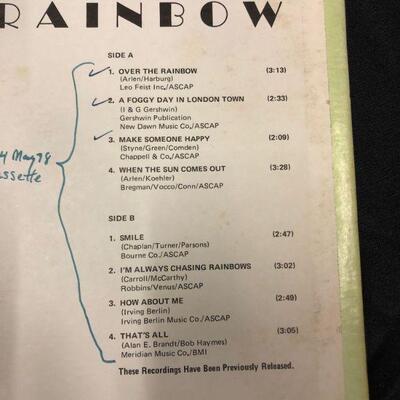 RAINBOW
SIDE A
✓ 1. OVER THE RAINBOW (3:13)
(Arlen/Harburg)
Leo Feist Inc./ASCAP
✓ 2. A FOGGY DAY IN LONDON TOWN (2:33)
(I & G Gershwin)
Gershwin Publication
New Dawn Music Co./ASCAP
✓ 3. MAKE SOMEONE HAPPY (2:09)
(Styne/Green/Comden)
Chappell & Co./ASCAP
4. WHEN THE SUN COMES OUT (3:28)
(Arlen/Koehler)
Bregman/Vocco/Conn/ASCAP
4 May 78
ssette
SIDE B
1. SMILE (2:47)
(Chaplan/Turner/Parsons)
Bourne Co./ASCAP
2. I'M ALWAYS CHASING RAINBOWS (3:02)
(Carroll/McCarthy)
Robbins/Venus/ASCAP
3. HOW ABOUT ME (2:49)
(Irving Berlin)
Irving Berlin Music Co./ASCAP
4. THAT'S ALL (3:05)
(Alan E. Brandt/Bob Haymes)
Meridian Music Co./BMI
These Recordings Have Been Previously Released.